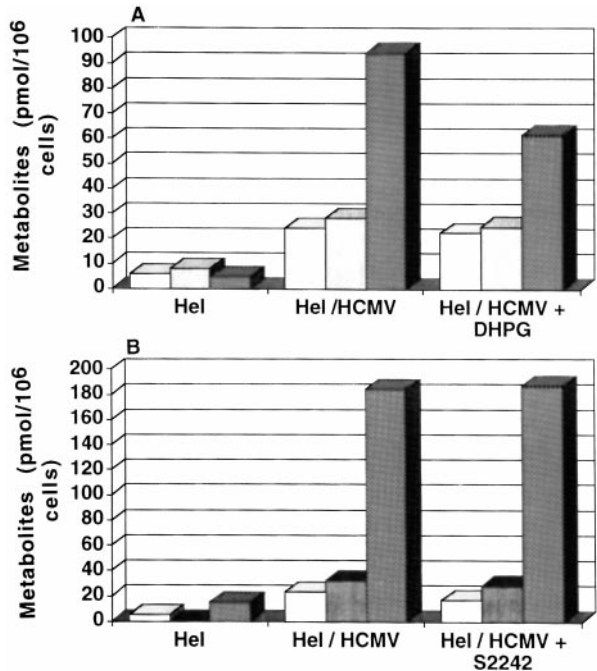 A
Metabolites (pmol/10⁶
cells)
100
90
80
70
60
50
40
30
20
10
0
Hel
Hel /HCMV
Hel / HCMV +
DHPG
B
Metabolites (pmol/10⁶
cells)
200
180
160
140
120
100
80
60
40
20
0
Hel
Hel / HCMV
Hel / HCMV +
S2242